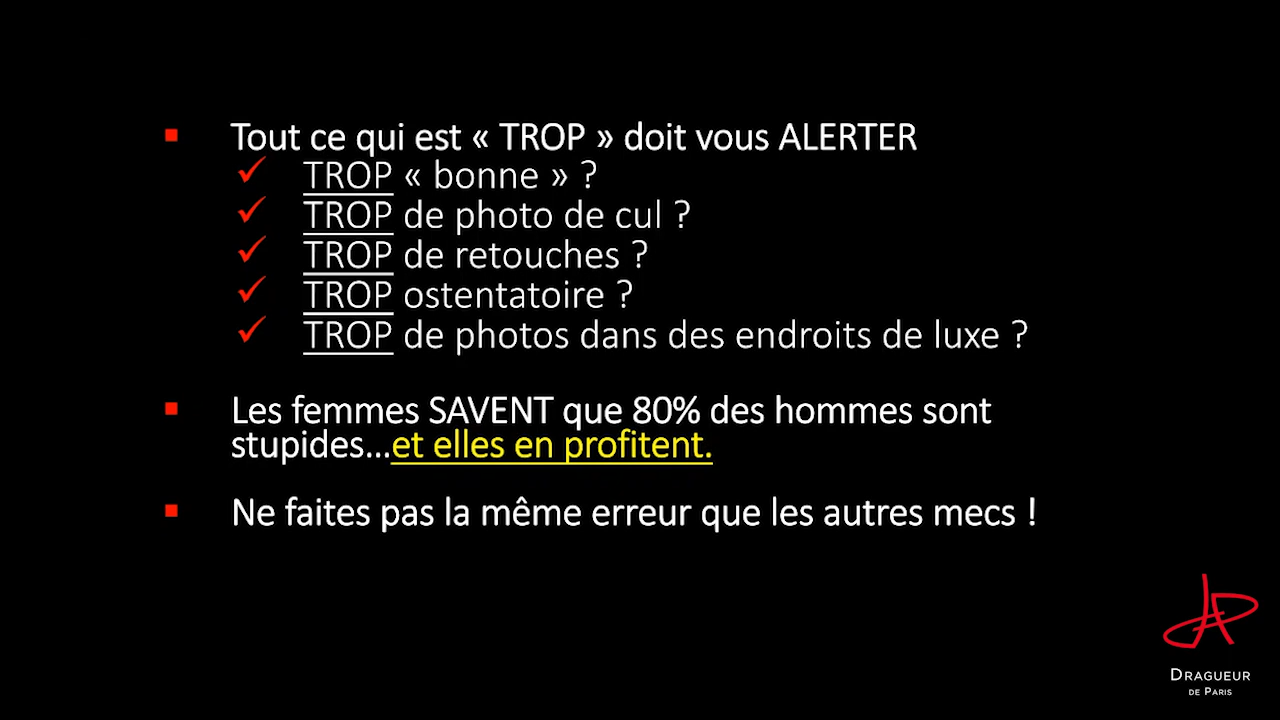 Tout ce qui est « TROP » doit vous ALERTER
TROP « bonne » ?
TROP de photo de cul ?
TROP de retouches ?
TROP ostentatoire ?
TROP de photos dans des endroits de luxe ?
Les femmes SAVENT que 80% des hommes sont
stupides...et elles en profitent.
Ne faites pas la même erreur que les autres mecs !
DRAGUEUR
DE PARIS